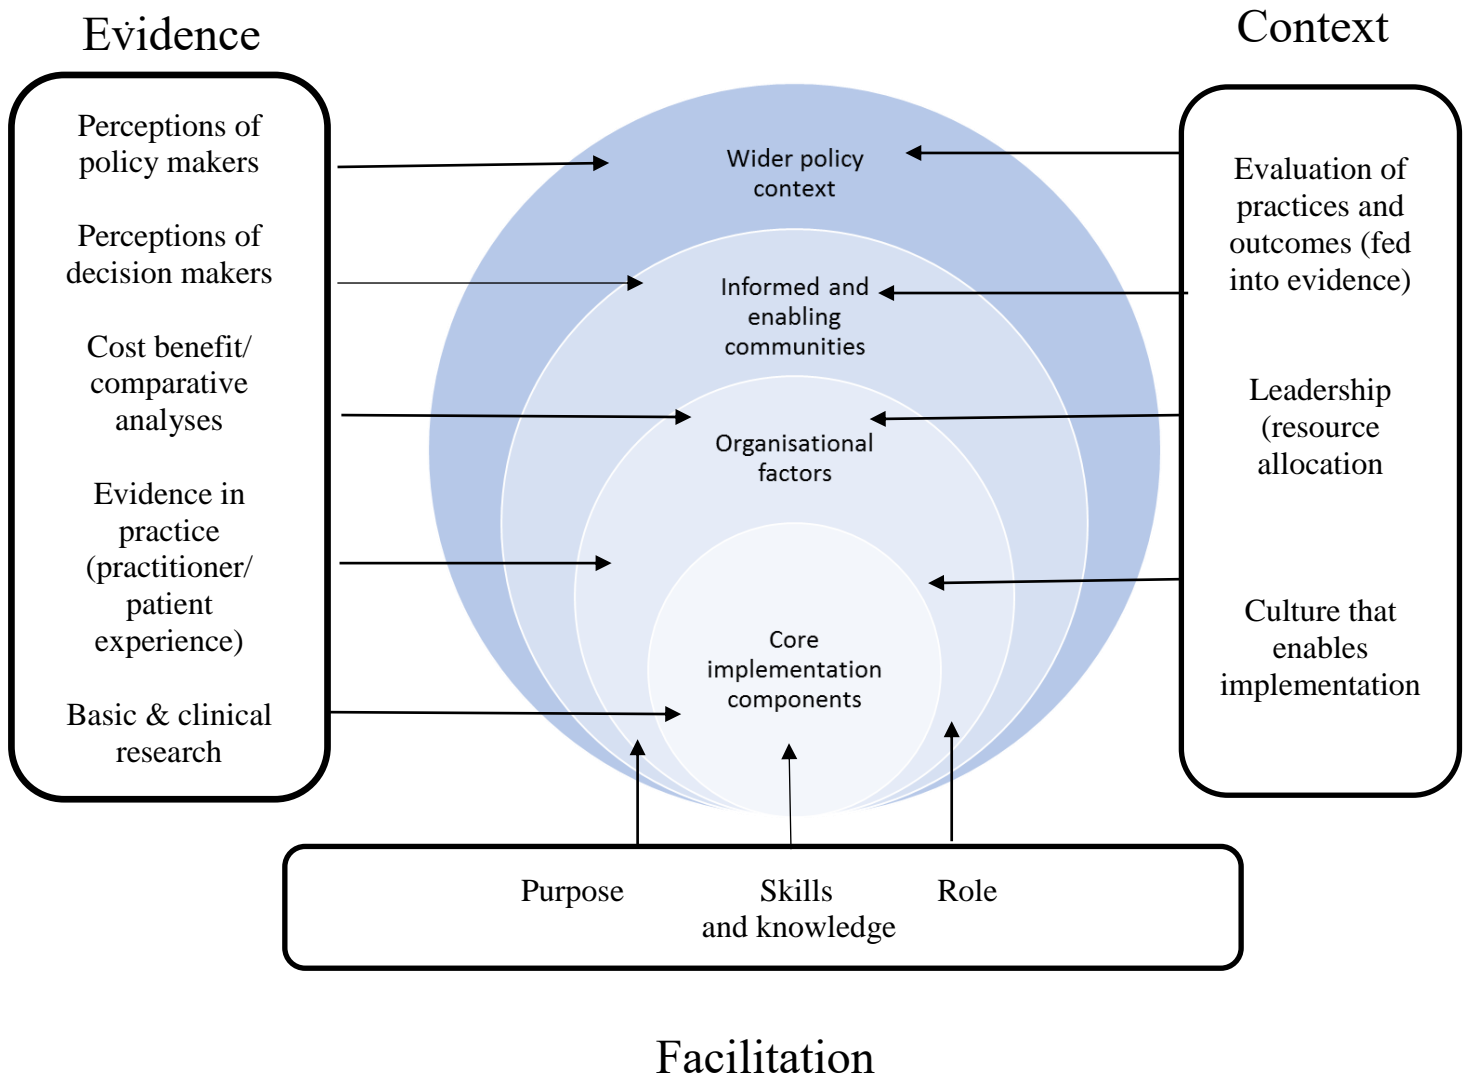 Evidence
Perceptions of
policy makers
Perceptions of
decision makers
Cost benefit/
comparative
analyses
Evidence in
practice
(practitioner/
patient
experience)
Basic & clinical
research
Wider policy
context
Informed and
enabling
communities
Organisational
factors
Core
implementation
components
Context
Evaluation of
practices and
outcomes (fed
into evidence)
Leadership
(resource
allocation
Culture that
enables
implementation
Purpose
Skills
and knowledge
Role
Facilitation